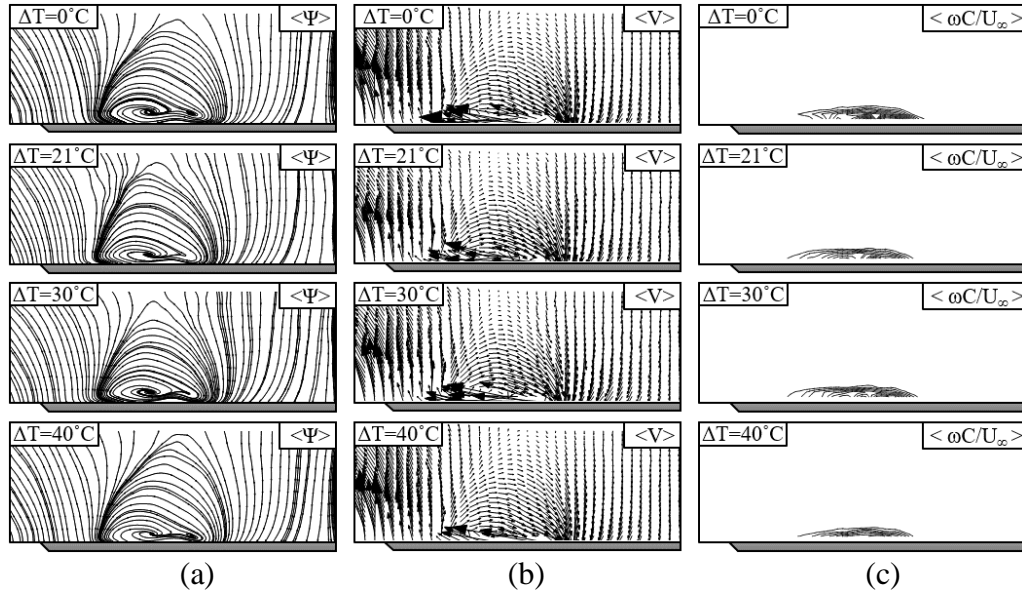 ΔT=0˚C <Ψ> ΔT=0˚C <V> ΔT=0˚C < ωC/U∞ >
ΔT=21˚C <Ψ> ΔT=21˚C <V> ΔT=21˚C < ωC/U∞ >
ΔT=30˚C <Ψ> ΔT=30˚C <V> ΔT=30˚C < ωC/U∞ >
ΔT=40˚C <Ψ> ΔT=40˚C <V> ΔT=40˚C < ωC/U∞ >
(a) (b) (c)